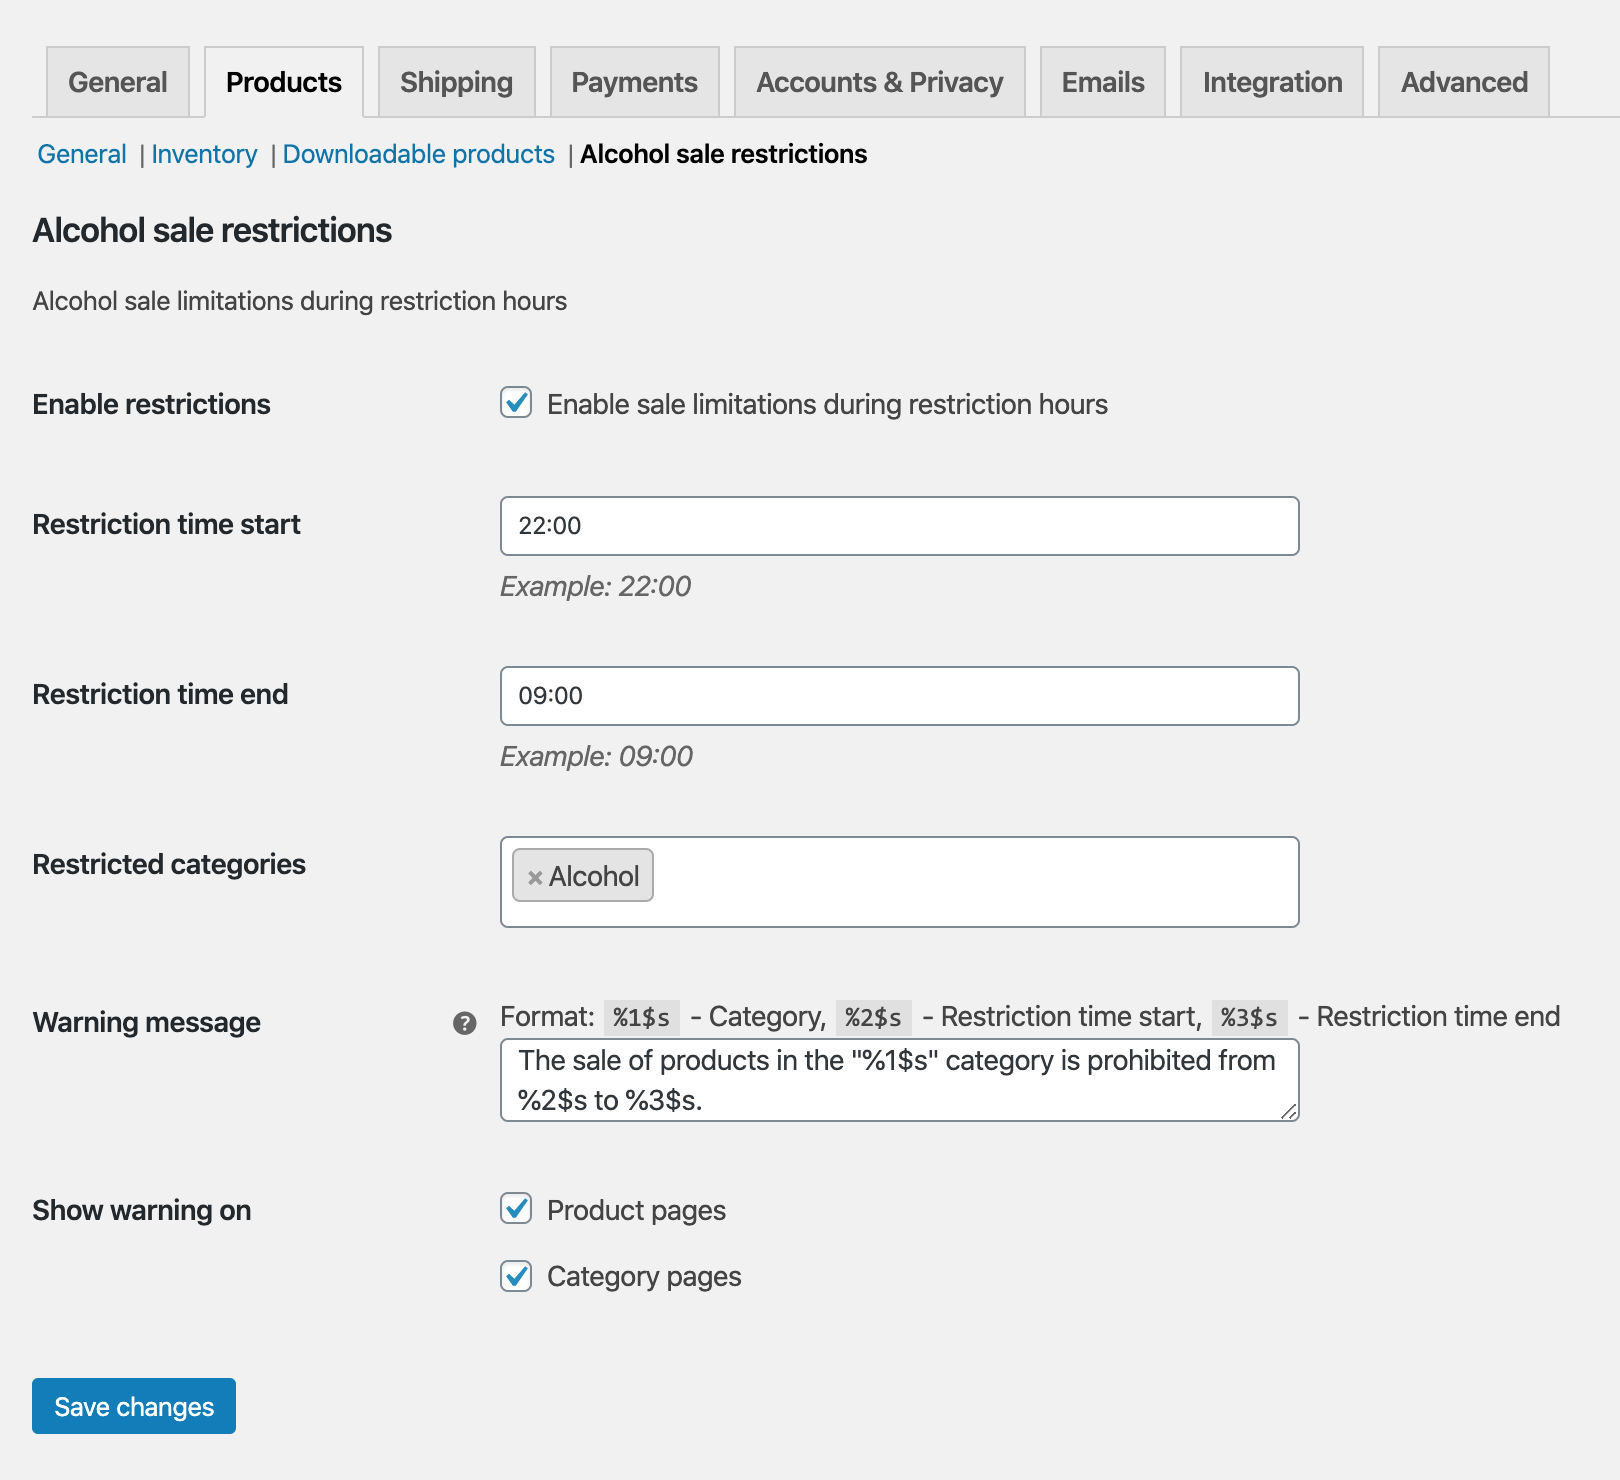 General Products Shipping Payments Accounts & Privacy Emails Integration Advanced
General | Inventory | Downloadable products | Alcohol sale restrictions
Alcohol sale restrictions
Alcohol sale limitations during restriction hours
Enable restrictions Enable sale limitations during restriction hours
Restriction time start 22:00
Example: 22:00
Restriction time end 09:00
Example: 09:00
Restricted categories × Alcohol
Warning message ? Format: %1$s - Category, %2$s - Restriction time start, %3$s - Restriction time end
The sale of products in the "%1$s" category is prohibited from
%2$s to %3$s.
Show warning on Product pages
Category pages
Save changes